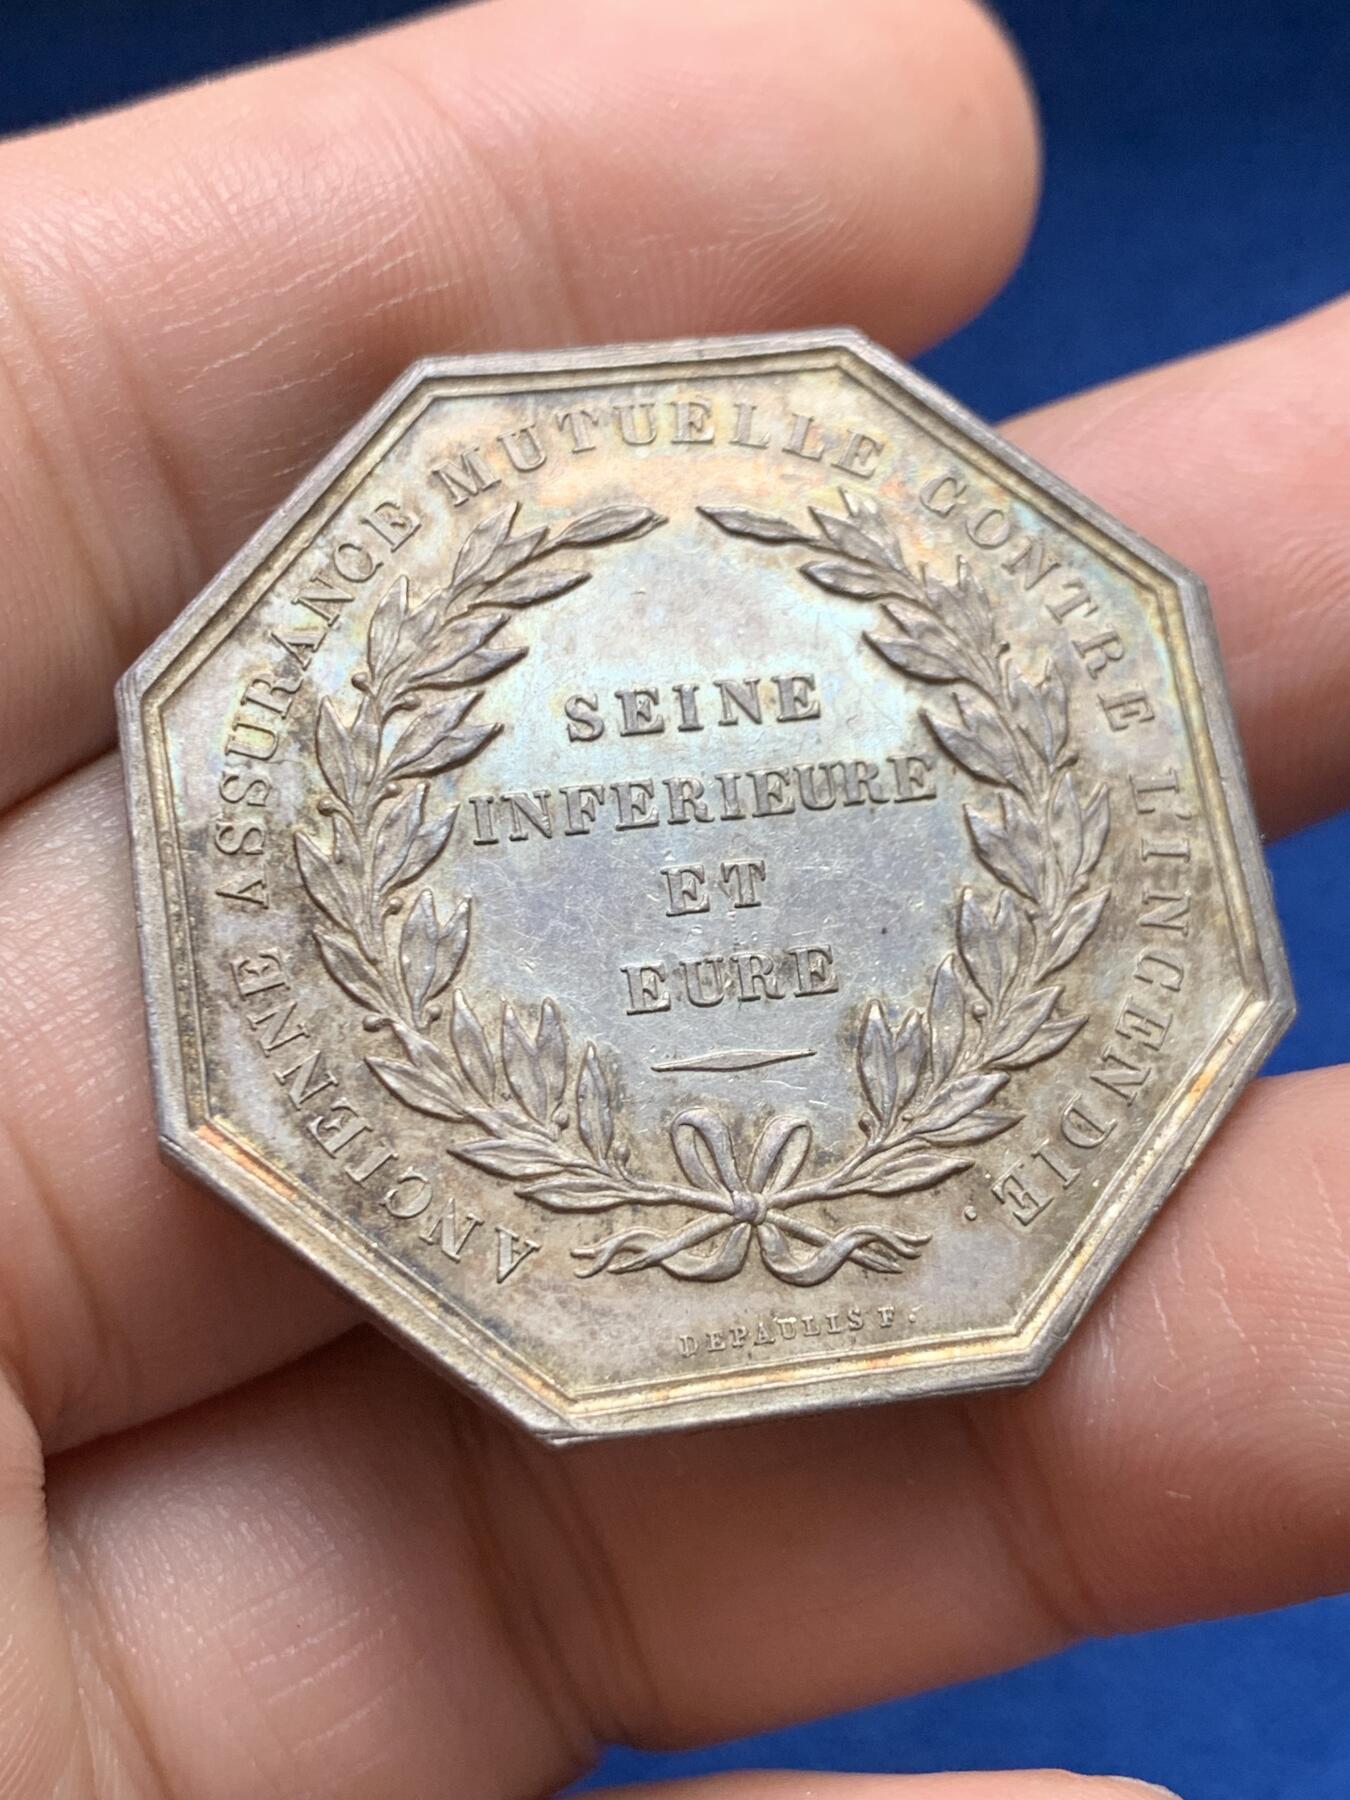 ANCIENNE ASSURANCE MUTUELLE CONTRE L'INCENDIE.
SEINE
INFERIEURE
ET
EURE
DEPAULIS F.